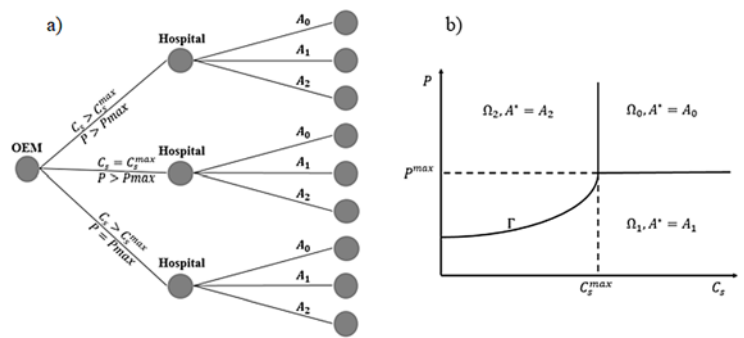 a)
Hospital
A₀
A₁
A₂
Cₛ > Cₛᵐᵃˣ
P > Pmax
OEM
Hospital
A₀
A₁
A₂
Cₛ = Cₛᵐᵃˣ
P > Pmax
Hospital
A₀
A₁
A₂
Cₛ > Cₛᵐᵃˣ
P = Pmax
b)
P
Ω₂, A* = A₂
Ω₀, A* = A₀
Pᵐᵃˣ
Γ
Ω₁, A* = A₁
Cₛᵐᵃˣ
Cₛ